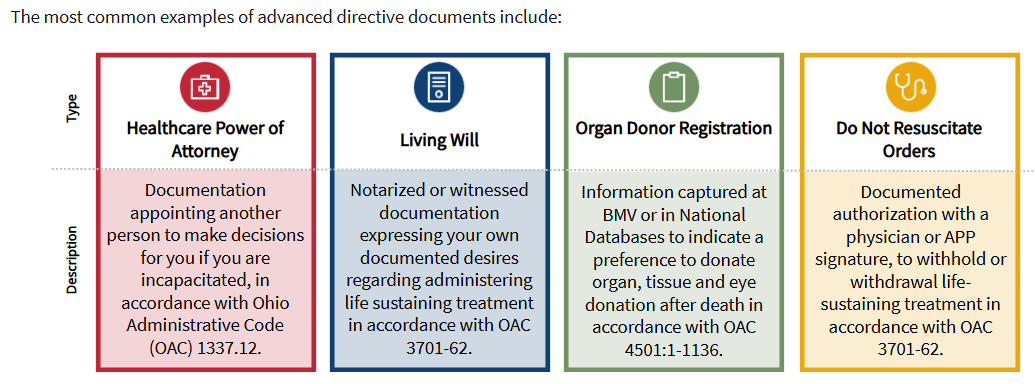 The most common examples of advanced directive documents include:
Type
Healthcare Power of
Attorney
Living Will
Organ Donor Registration
Do Not Resuscitate
Orders
Description
Documentation
appointing another
person to make decisions
for you if you are
incapacitated, in
accordance with Ohio
Administrative Code
(OAC) 1337.12.
Notarized or witnessed
documentation
expressing your own
documented desires
regarding administering
life sustaining treatment
in accordance with OAC
3701-62.
Information captured at
BMV or in National
Databases to indicate a
preference to donate
organ, tissue and eye
donation after death in
accordance with OAC
4501:1-1136.
Documented
authorization with a
physician or APP
signature, to withhold or
withdrawal life-
sustaining treatment in
accordance with OAC
3701-62.